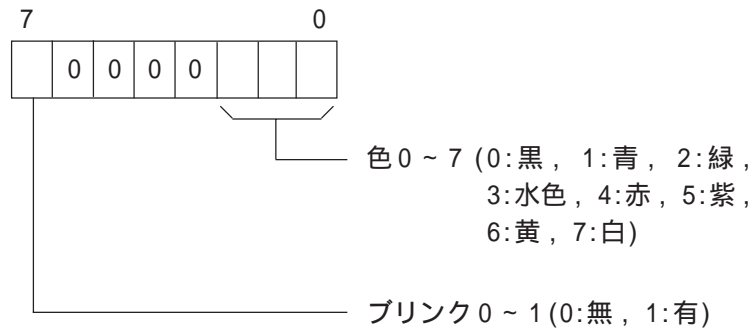 7 0
0 0 0 0
色0～7 (0:黒，1:青，2:緑，
3:水色，4:赤，5:紫，
6:黄，7:白)
ブリンク0～1(0:無，1:有)